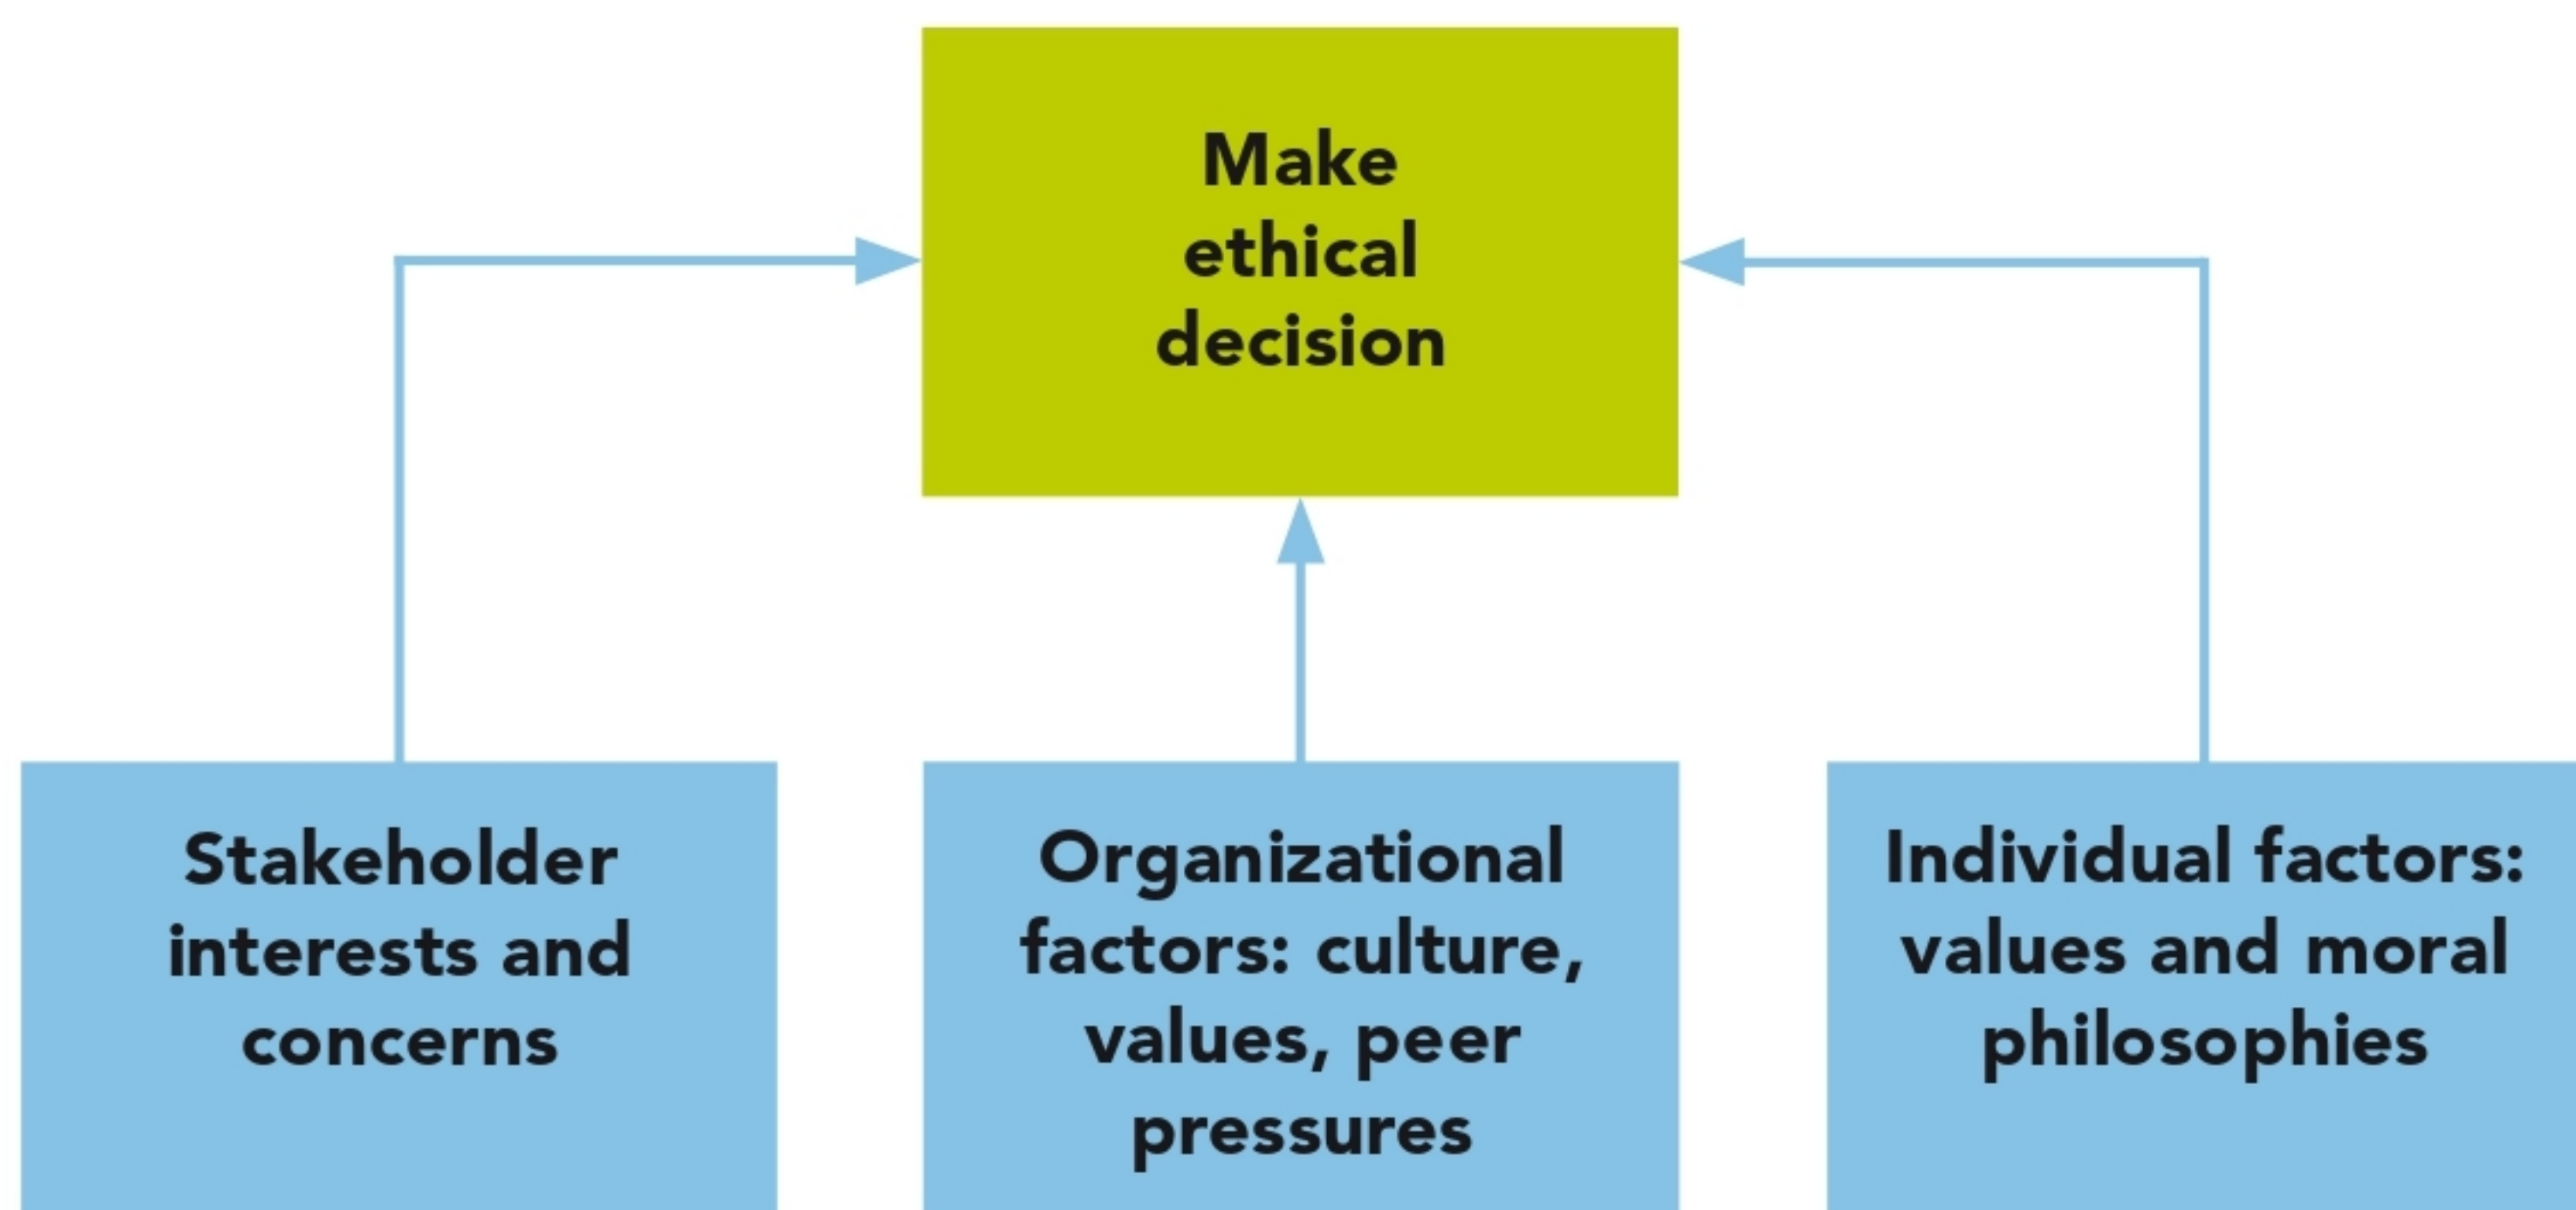 Make
ethical
decision
Stakeholder
interests and
concerns
Organizational
factors: culture,
values, peer
pressures
Individual factors:
values and moral
philosophies